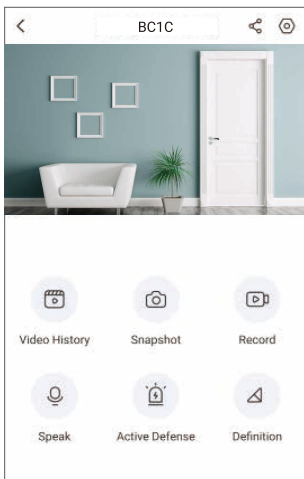 BC1C
Video History Snapshot Record
Speak Active Defense Definition